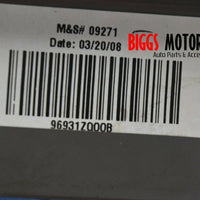 M&S# 09271
Date: 03/20/08
BIGGS MOTOR
Auto Parts & Acce
969317000B